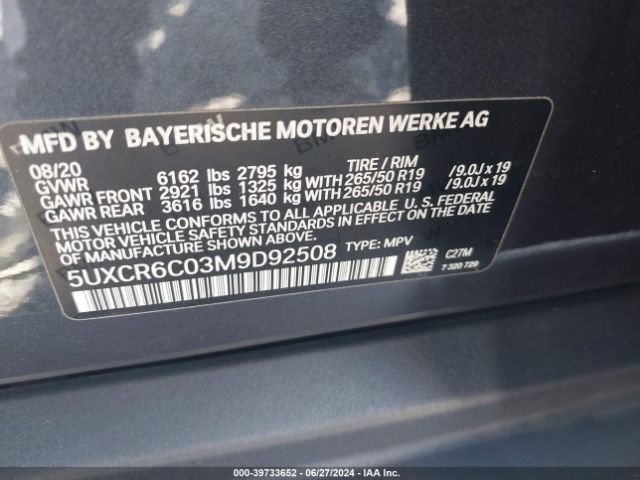 MFD BY BAYERISCHE MOTOREN WERKE AG
08/20
GVWR 6162 lbs 2795 kg TIRE / RIM
GAWR FRONT 2921 lbs 1325 kg WITH 265/50 R19 /9.0J x 19
GAWR REAR 3616 lbs 1640 kg WITH 265/50 R19 /9.0J x 19
THIS VEHICLE CONFORMS TO ALL APPLICABLE U. S. FEDERAL
MOTOR VEHICLE SAFETY STANDARDS IN EFFECT ON THE DATE
OF MANUFACTURE SHOWN ABOVE.
5UXCR6C03M9D92508 TYPE: MPV
C27M
7 320 729
000-39733652 / 06/27/2024 / IAAI.COM